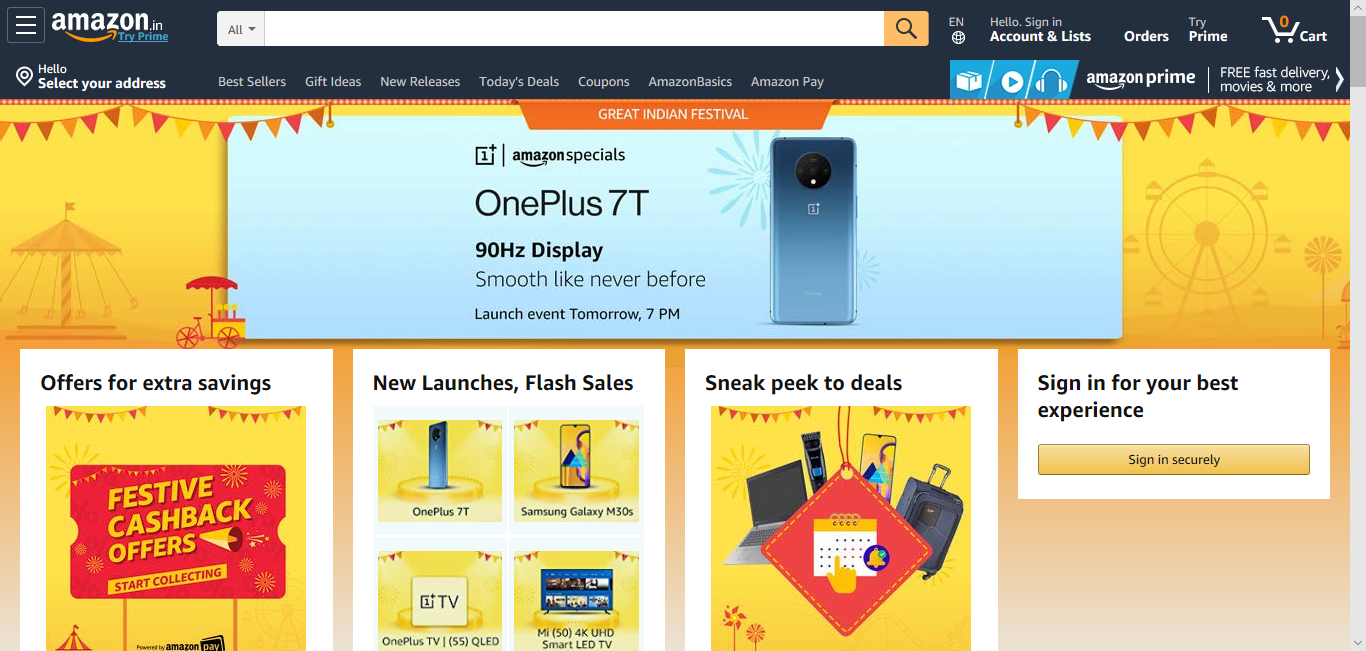 amazon.in
Try Prime
All
EN
Hello. Sign in
Account & Lists
Orders
Try
Prime
0
Cart
Hello
Select your address
Best Sellers
Gift Ideas
New Releases
Today's Deals
Coupons
AmazonBasics
Amazon Pay
amazon prime
FREE fast delivery,
movies & more
GREAT INDIAN FESTIVAL
1+ | amazonspecials
OnePlus 7T
90Hz Display
Smooth like never before
Launch event Tomorrow, 7 PM
Offers for extra savings
FESTIVE
CASHBACK
OFFERS
START COLLECTING
Powered by amazon pay
New Launches, Flash Sales
OnePlus 7T
Samsung Galaxy M30s
1+ TV
OnePlus TV | (55) QLED
Mi (50) 4K UHD
Smart LED TV
Sneak peek to deals
Sign in for your best
experience
Sign in securely